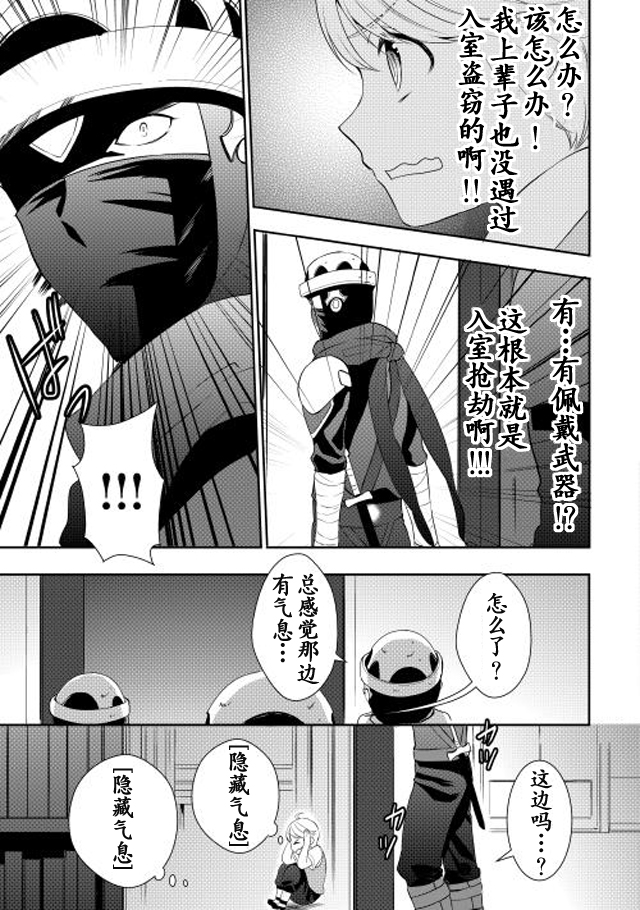 怎么办？
该怎么办！
我上辈子也没遇过
入室盗窃的啊!!
有…有佩戴武器!?
这根本就是
入室抢劫啊!!!
ばっ
!!!
怎么了？
总感觉那边
有气息…
这边吗…？
[隐藏气息]
[隐藏气息]